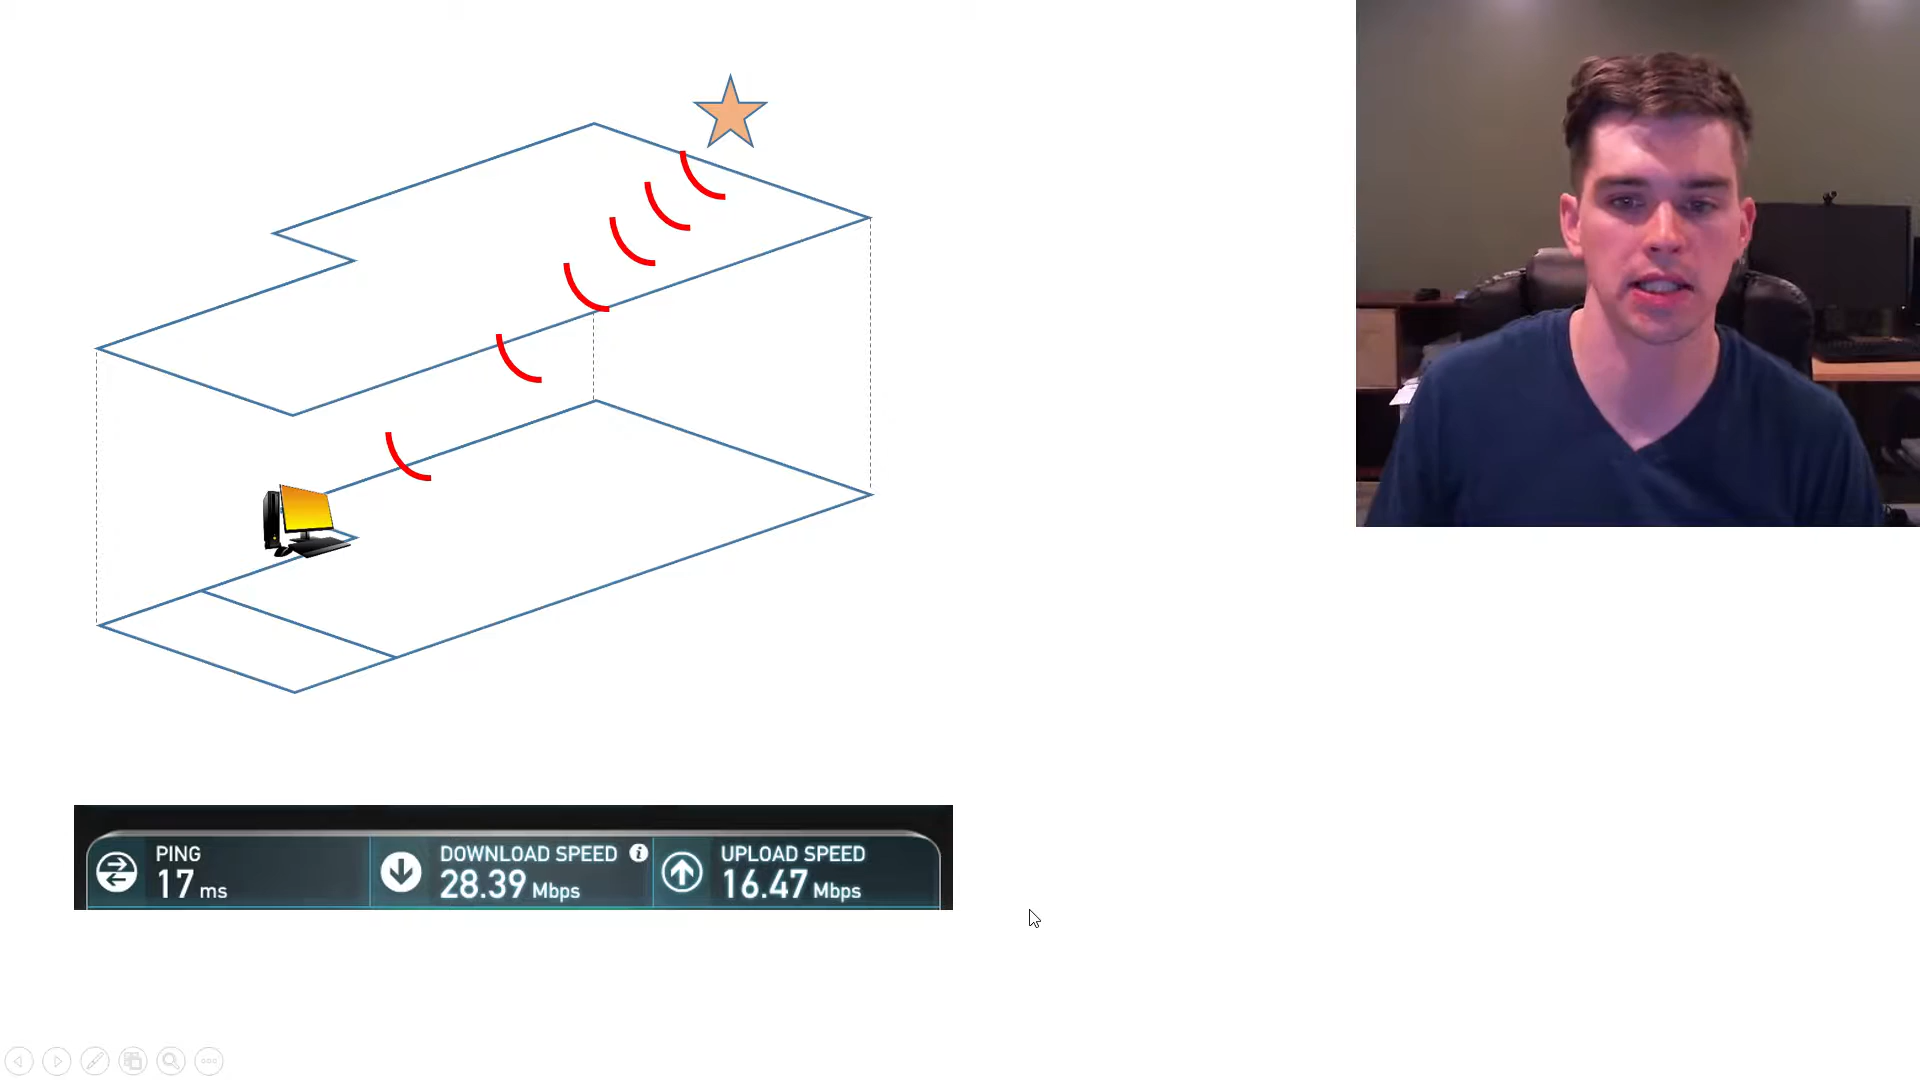 PING
17 ms
DOWNLOAD SPEED i
28.39 Mbps
UPLOAD SPEED
16.47 Mbps